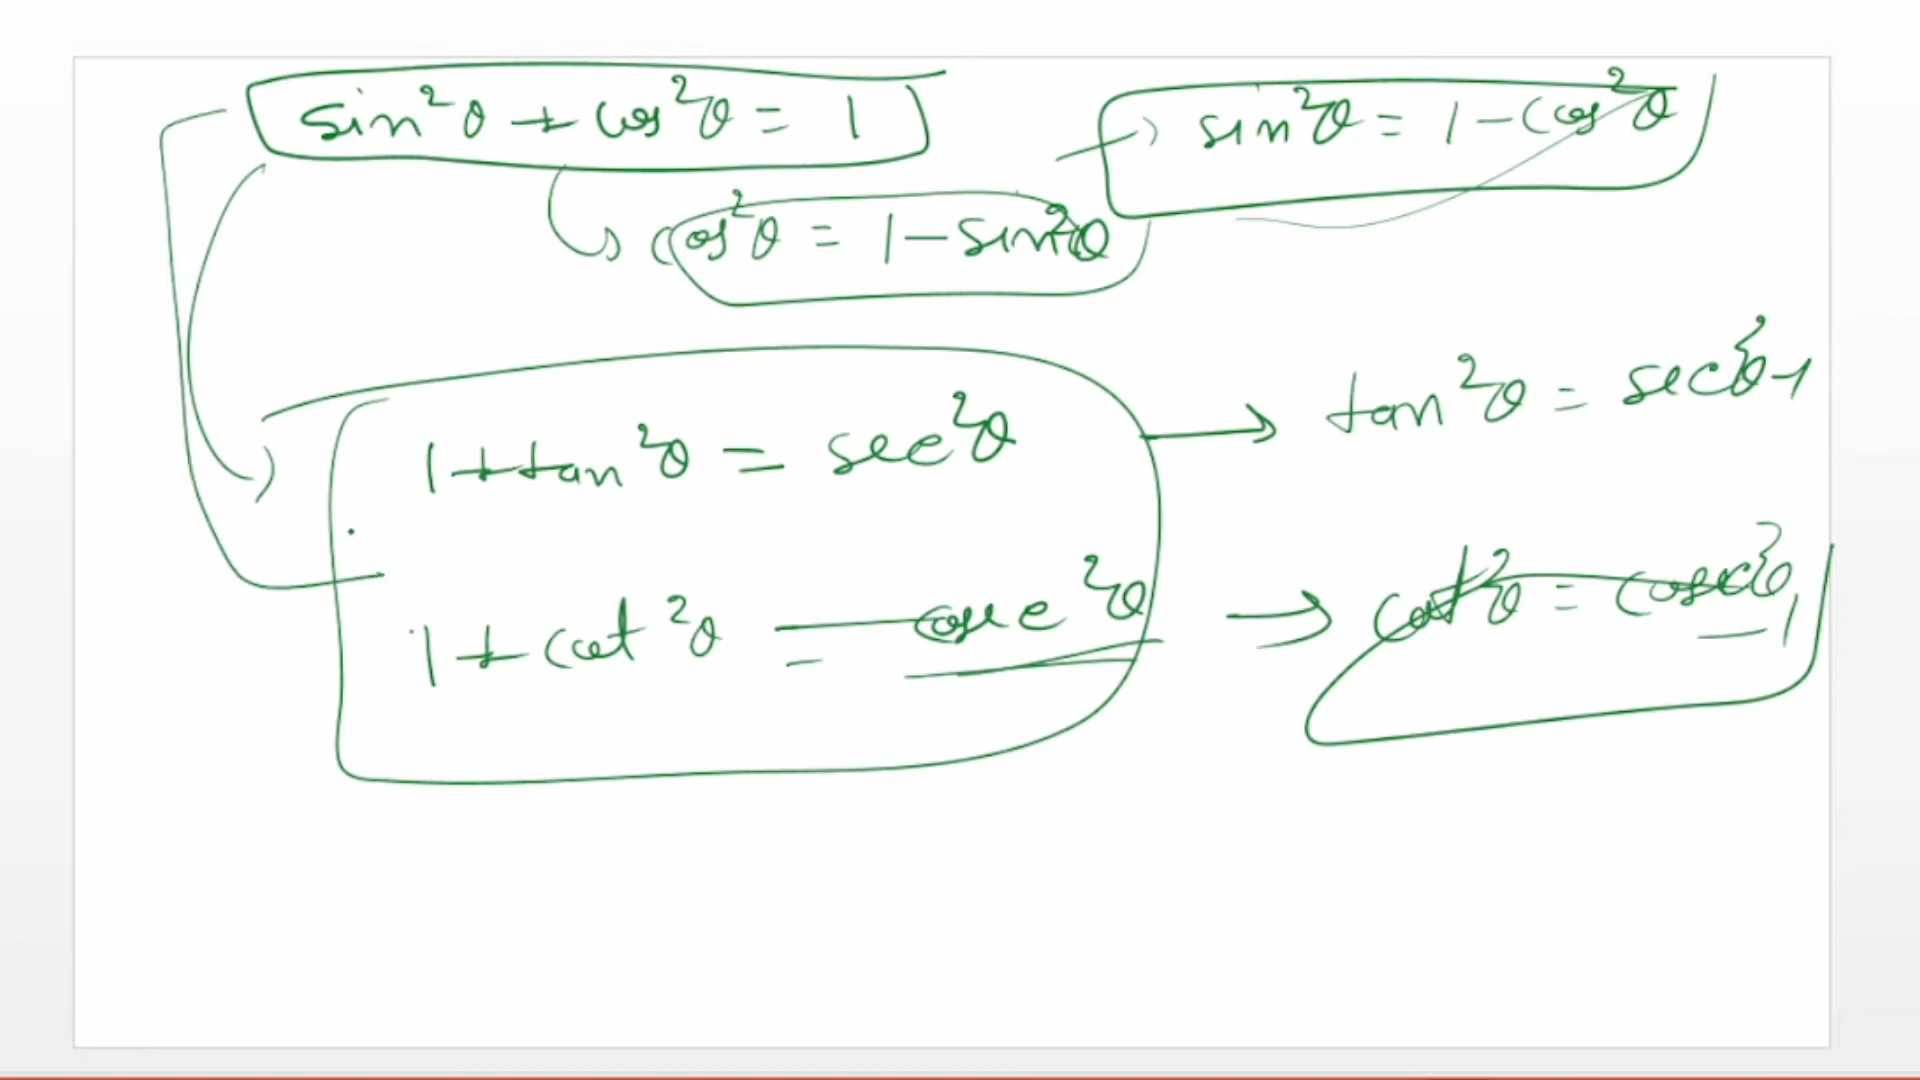 sin²θ + cos²θ = 1
sin²θ = 1 - cos²θ
cos²θ = 1 - sin²θ
1 + tan²θ = sec²θ
tan²θ = sec²θ - 1
1 + cot²θ = cosec²θ
cot²θ = cosec²θ - 1